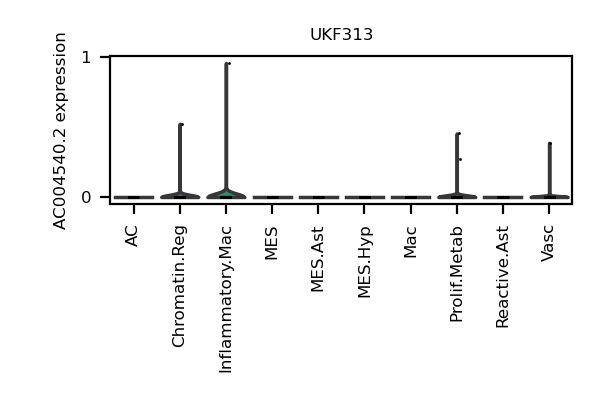 UKF313
AC004540.2 expression
1
0
AC
Chromatin.Reg
Inflammatory.Mac
MES
MES.Ast
MES.Hyp
Mac
Prolif.Metab
Reactive.Ast
Vasc